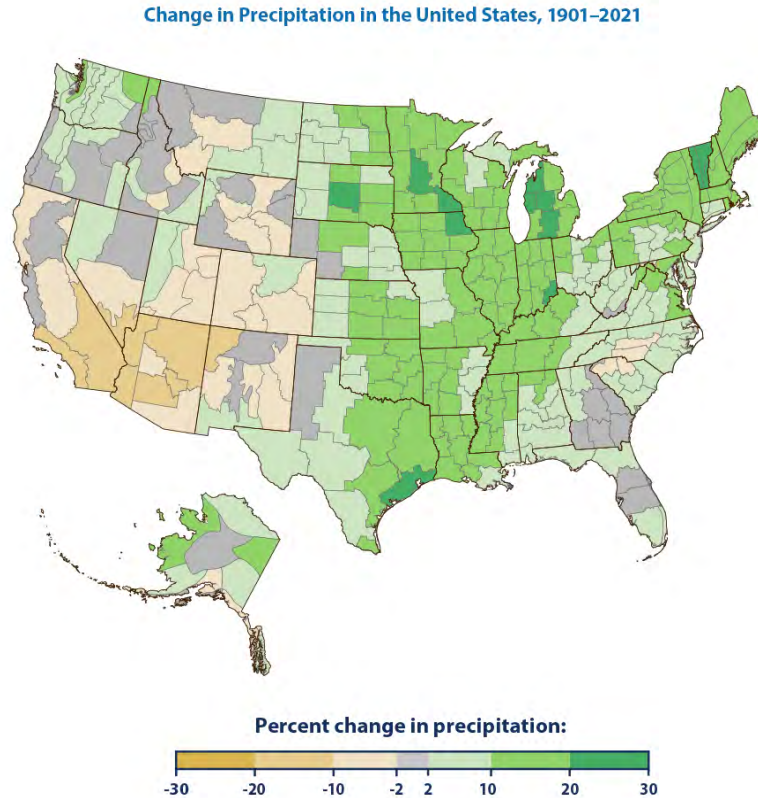 Change in Precipitation in the United States, 1901–2021
Percent change in precipitation:
-30 -20 -10 -2 2 10 20 30